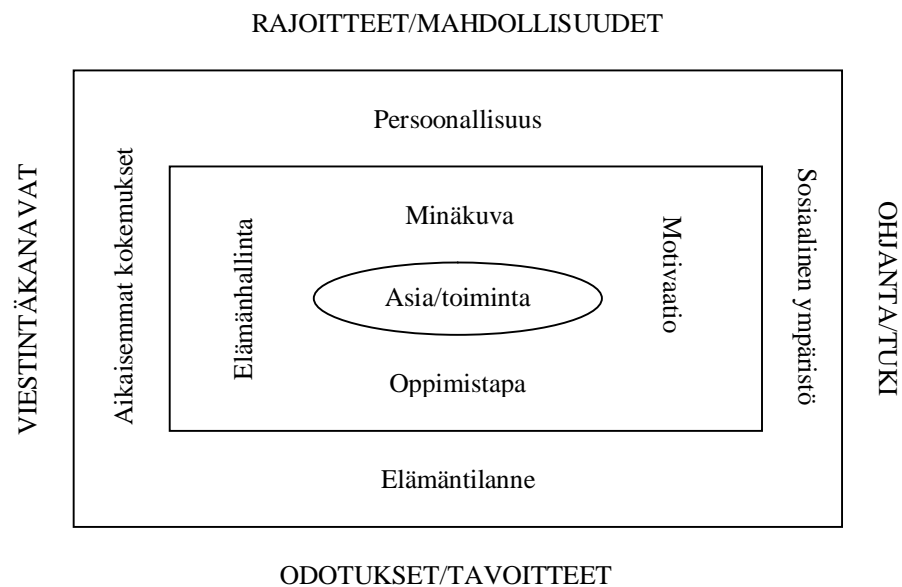 RAJOITTEET/MAHDOLLISUUDET
VIESTINTÄKANAVAT
Aikaisemmat kokemukset
Persoonallisuus
Elämänhallinta
Minäkuva
Asia/toiminta
Oppimistapa
Motivaatio
Elämäntilanne
Sosiaalinen ympäristö
OHJANTA/TUKI
ODOTUKSET/TAVOITTEET